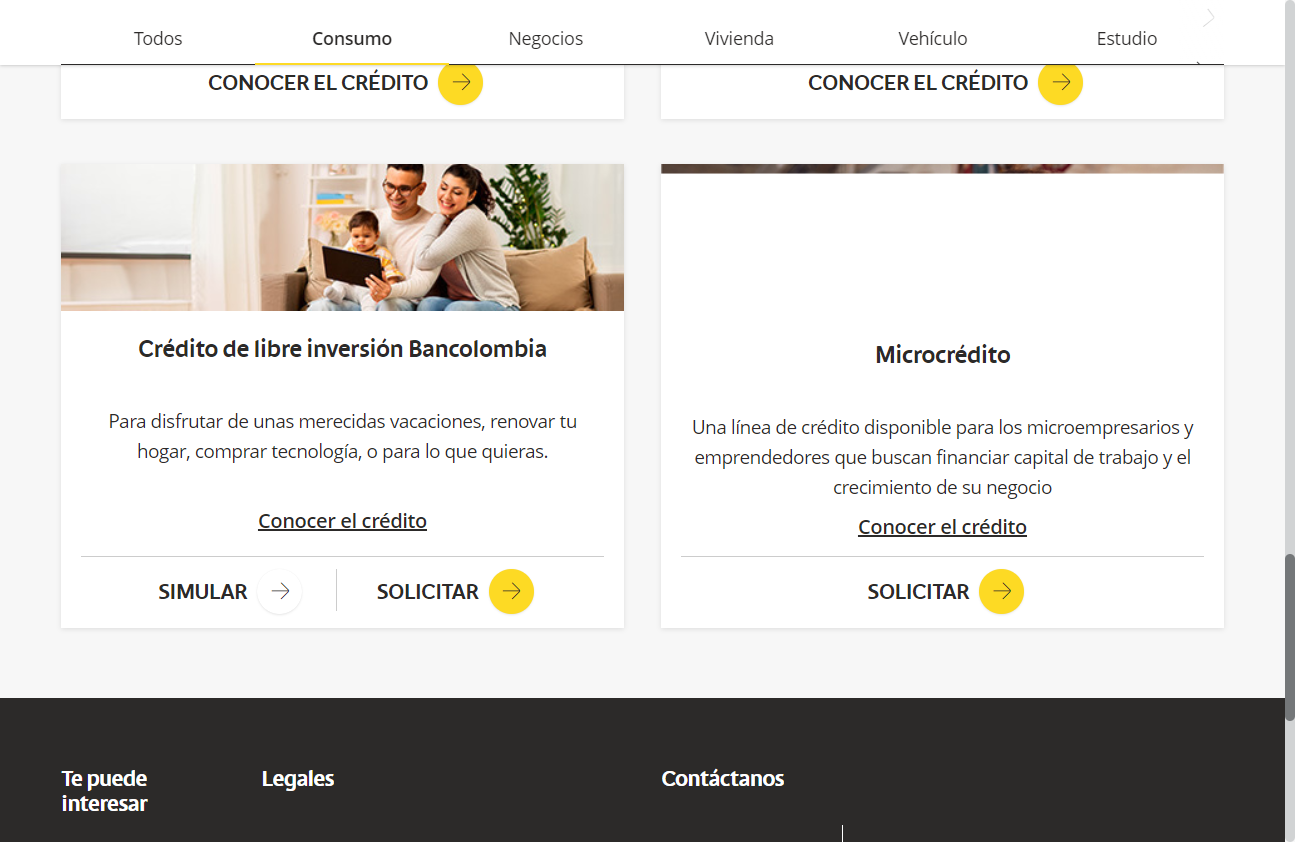 Todos
Consumo
Negocios
Vivienda
Vehículo
Estudio
CONOCER EL CRÉDITO
CONOCER EL CRÉDITO
Crédito de libre inversión Bancolombia
Para disfrutar de unas merecidas vacaciones, renovar tu
hogar, comprar tecnología, o para lo que quieras.
Conocer el crédito
SIMULAR
SOLICITAR
Microcrédito
Una línea de crédito disponible para los microempresarios y
emprendedores que buscan financiar capital de trabajo y el
crecimiento de su negocio
Conocer el crédito
SOLICITAR
Te puede
interesar
Legales
Contáctanos